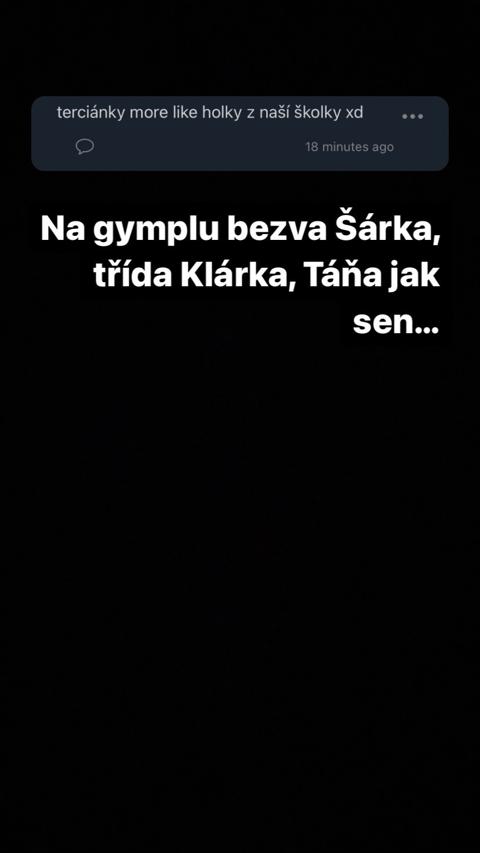 terciánky more like holky z naší školky xd
18 minutes ago
Na gymplu bezva Šárka,
třída Klárka, Táňa jak
sen...